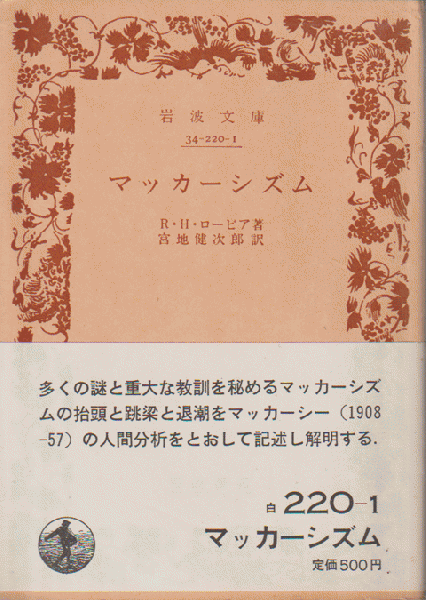 岩波文庫
34-220-1
マッカーシズム
R・H・ロービア著
宮地健次郎訳
多くの謎と重大な教訓を秘めるマッカーシズ
ムの抬頭と跳梁と退潮をマッカーシー（1908
-57）の人間分析をとおして記述し解明する.
白 220-1
マッカーシズム
定価500円